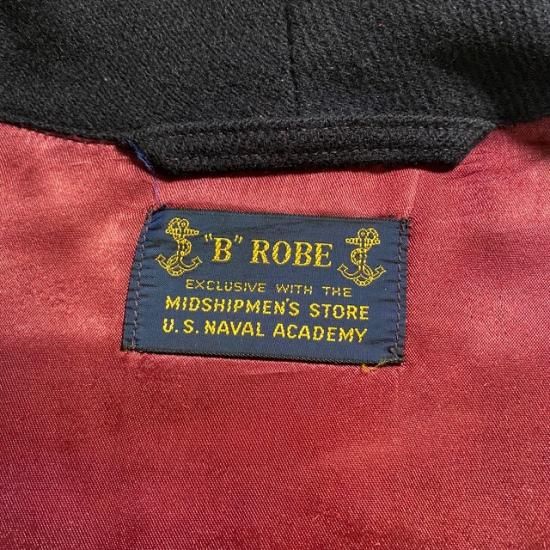 "B" ROBE
EXCLUSIVE WITH THE
MIDSHIPMEN'S STORE
U.S. NAVAL ACADEMY